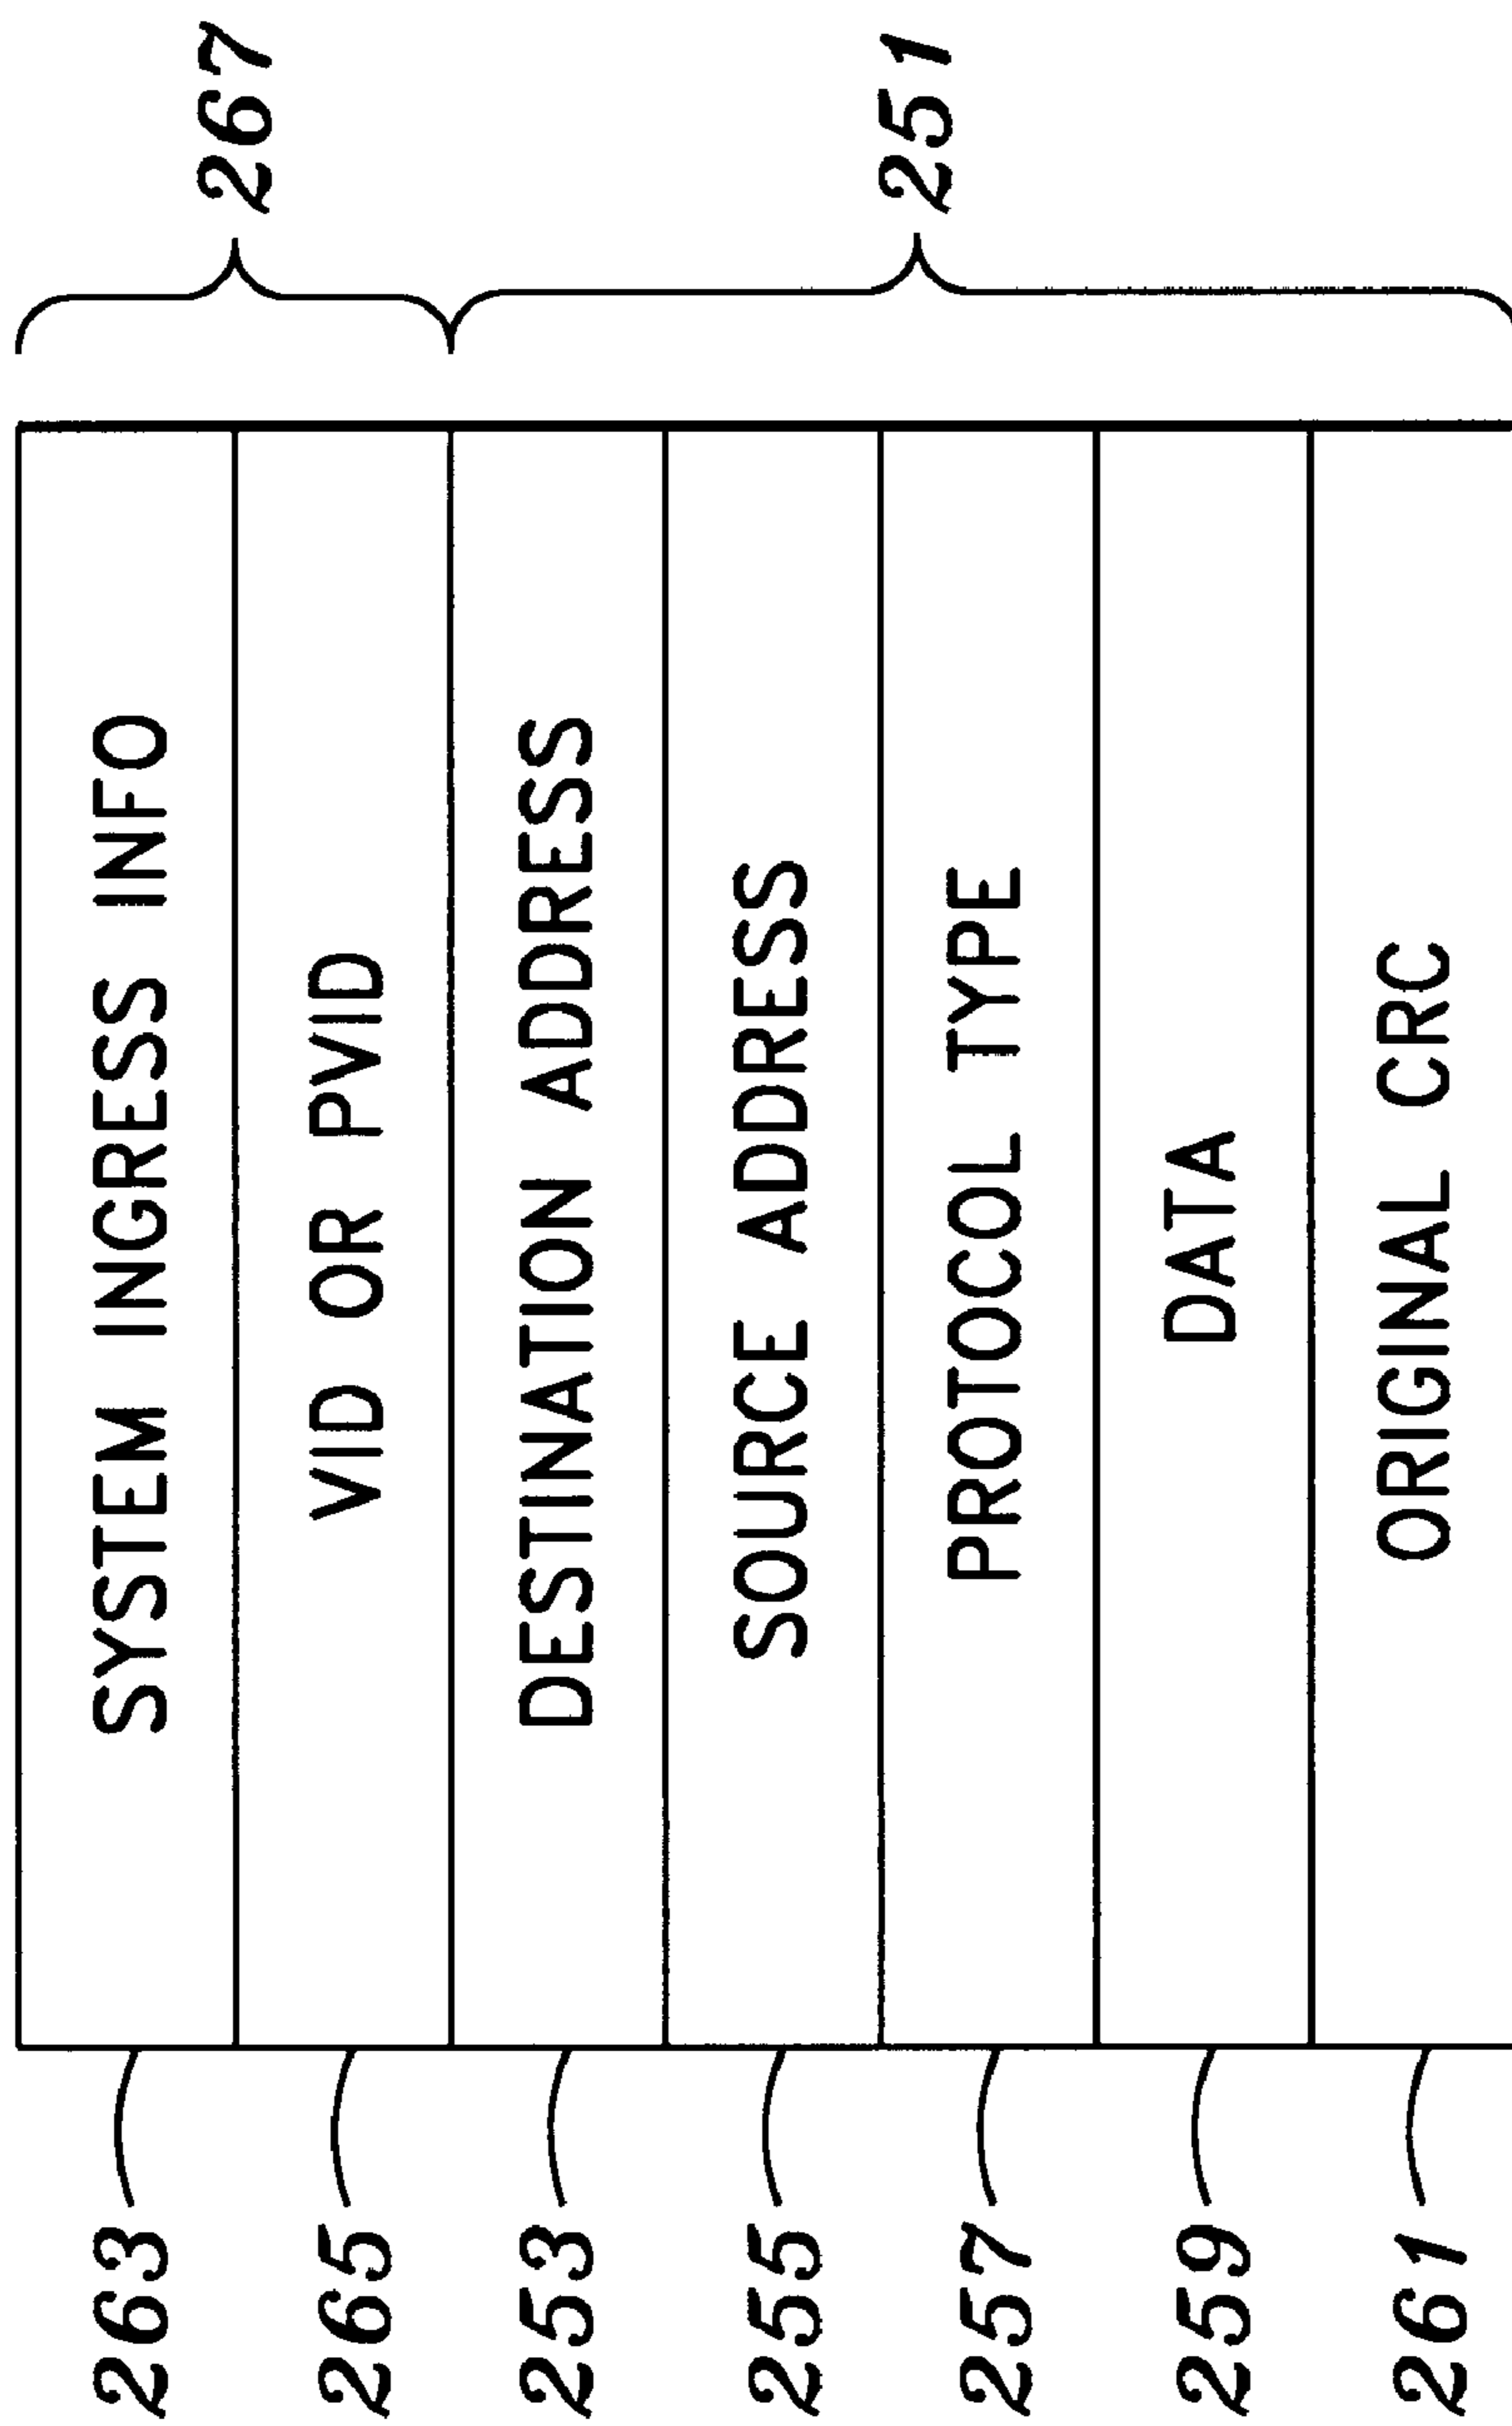 263 SYSTEM INGRESS INFO
265 VID OR PVID
267
253 DESTINATION ADDRESS
255 SOURCE ADDRESS
257 PROTOCOL TYPE
259 DATA
261 ORIGINAL CRC
251